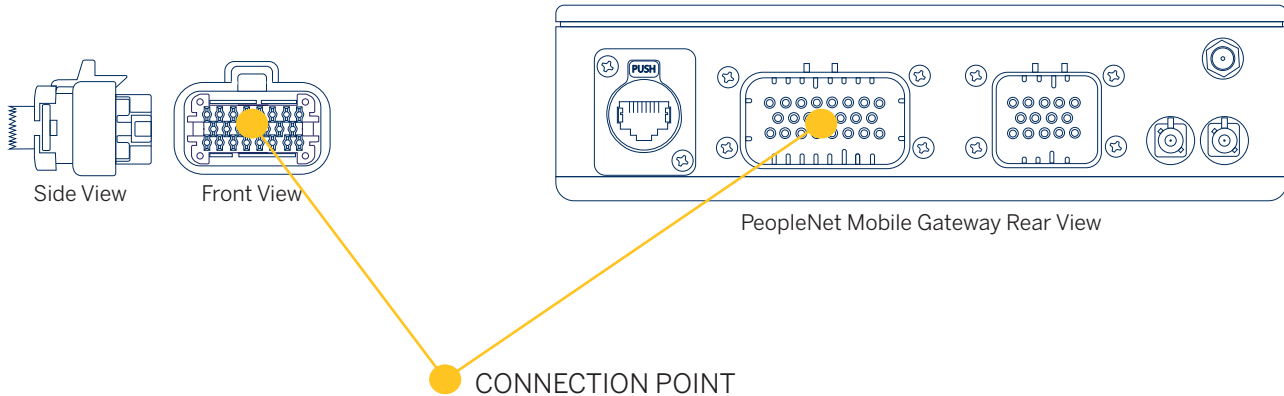 PUSH
Side View
Front View
PeopleNet Mobile Gateway Rear View
CONNECTION POINT